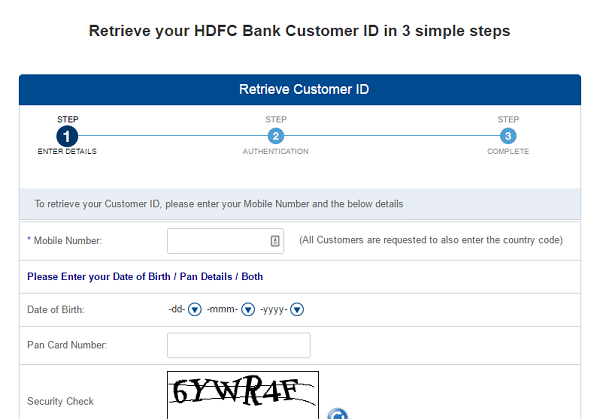 Retrieve your HDFC Bank Customer ID in 3 simple steps
Retrieve Customer ID
STEP STEP STEP
1 2 3
ENTER DETAILS AUTHENTICATION COMPLETE
To retrieve your Customer ID, please enter your Mobile Number and the below details
* Mobile Number: (All Customers are requested to also enter the country code)
Please Enter your Date of Birth / Pan Details / Both
Date of Birth: -dd- -mmm- -yyyy-
Pan Card Number:
Security Check 6YWR4F